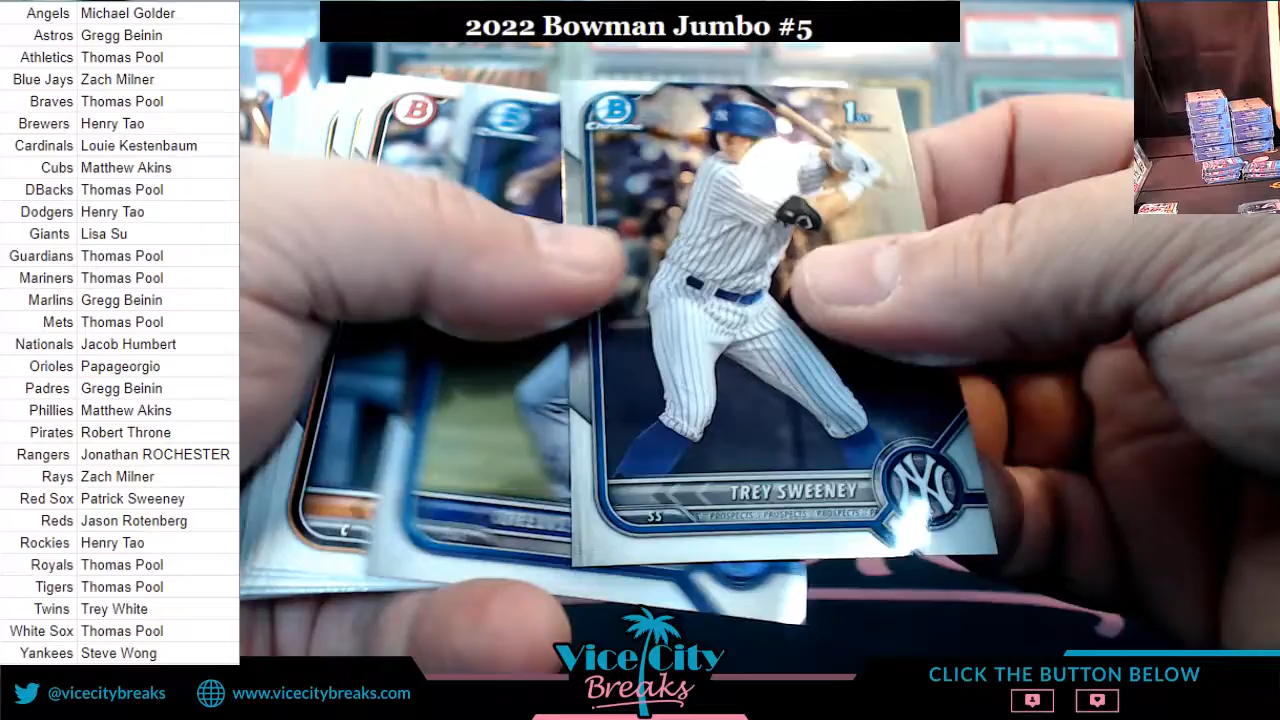 2022 Bowman Jumbo #5
Angels Michael Golder
Astros Gregg Beinin
Athletics Thomas Pool
Blue Jays Zach Milner
Braves Thomas Pool
Brewers Henry Tao
Cardinals Louie Kestenbaum
Cubs Matthew Akins
DBacks Thomas Pool
Dodgers Henry Tao
Giants Lisa Su
Guardians Thomas Pool
Mariners Thomas Pool
Marlins Gregg Beinin
Mets Thomas Pool
Nationals Jacob Humbert
Orioles Papageorgio
Padres Gregg Beinin
Phillies Matthew Akins
Pirates Robert Throne
Rangers Jonathan ROCHESTER
Rays Zach Milner
Red Sox Patrick Sweeney
Reds Jason Rotenberg
Rockies Henry Tao
Royals Thomas Pool
Tigers Thomas Pool
Twins Trey White
White Sox Thomas Pool
Yankees Steve Wong
B
B
Chrome
B
Chrome
1ST
TREY SWEENEY
SS PROSPECTS PROSPECTS PROSPECTS P
NY
C
Vice City
Breaks
@vicecitybreaks
www.vicecitybreaks.com
CLICK THE BUTTON BELOW